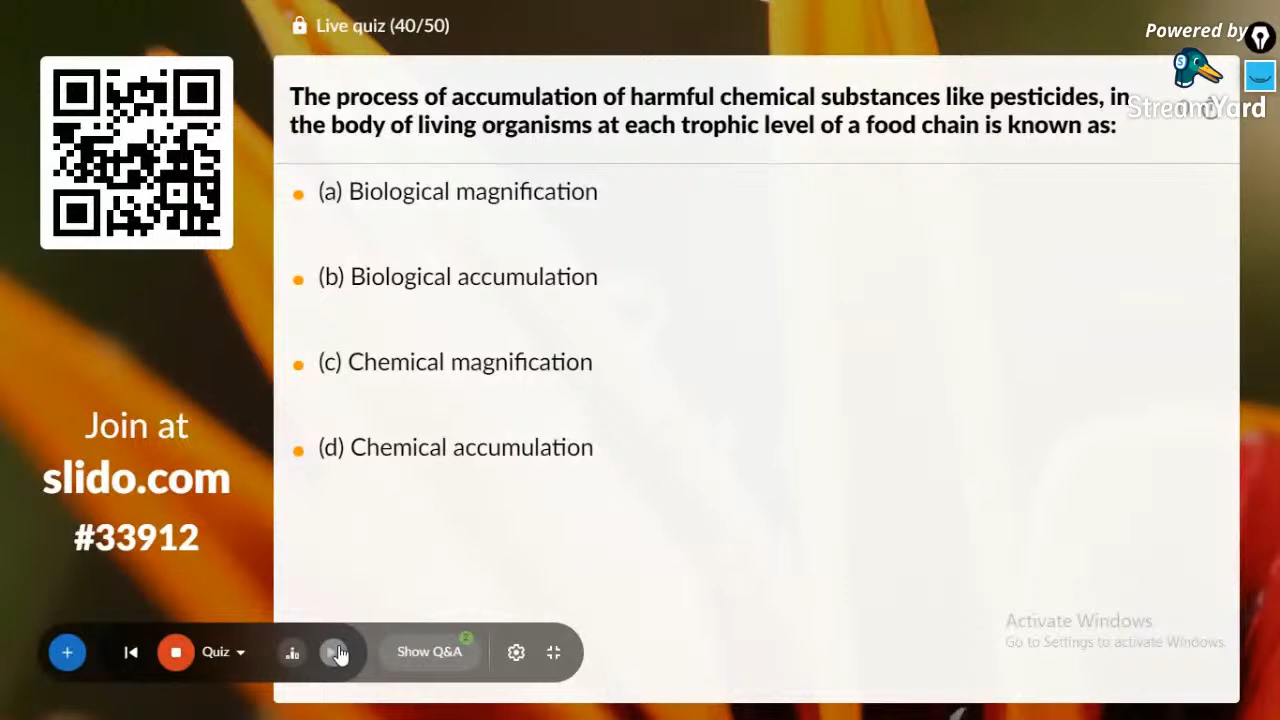 Live quiz (40/50)
Powered by
StreamYard
The process of accumulation of harmful chemical substances like pesticides, in
the body of living organisms at each trophic level of a food chain is known as:
(a) Biological magnification
(b) Biological accumulation
(c) Chemical magnification
(d) Chemical accumulation
Join at
slido.com
#33912
Activate Windows
Go to Settings to activate Windows.
Quiz
Show Q&A
2